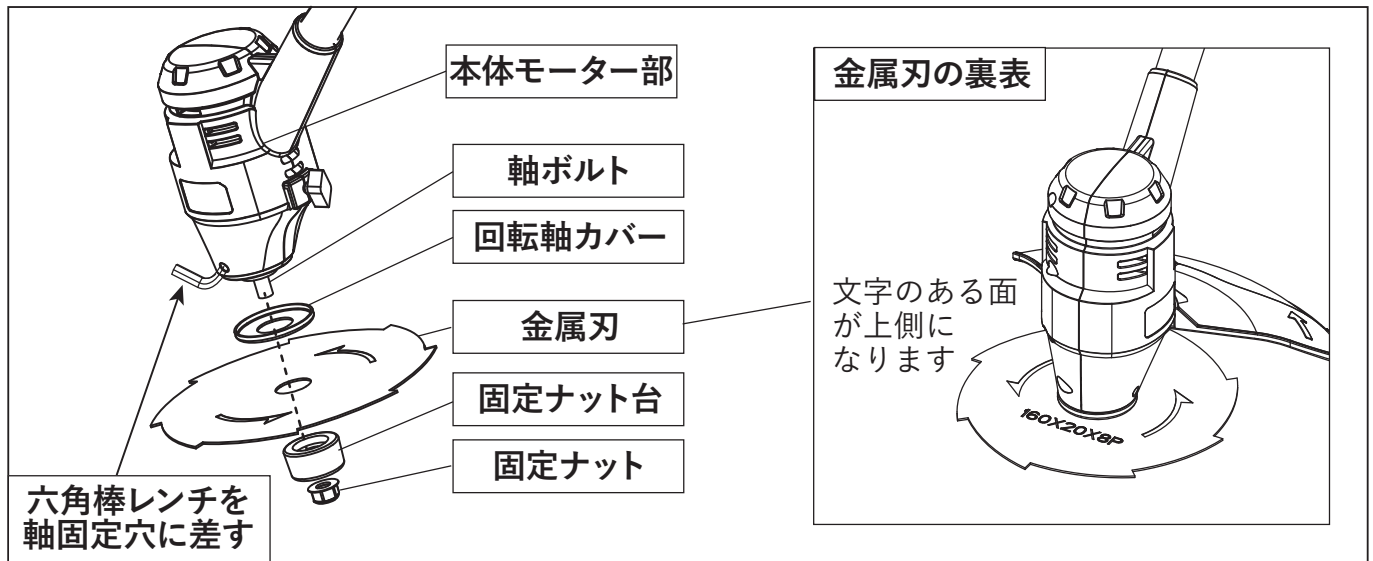 本体モーター部
軸ボルト
回転軸カバー
金属刃
固定ナット台
固定ナット
六角棒レンチを
軸固定穴に差す
金属刃の裏表
文字のある面
が上側に
なります
160X20X8P